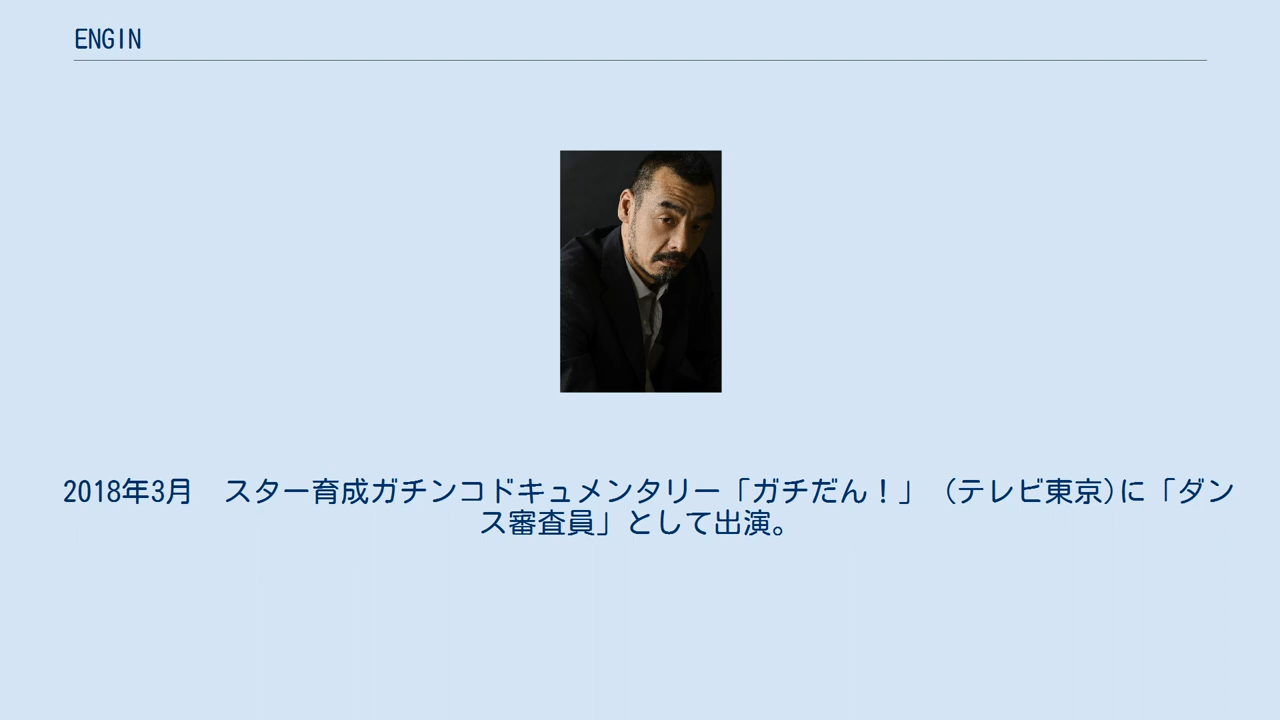 ENGIN
2018年3月　スター育成ガチンコドキュメンタリー「ガチだん！」（テレビ東京)に「ダン
ス審査員」として出演。